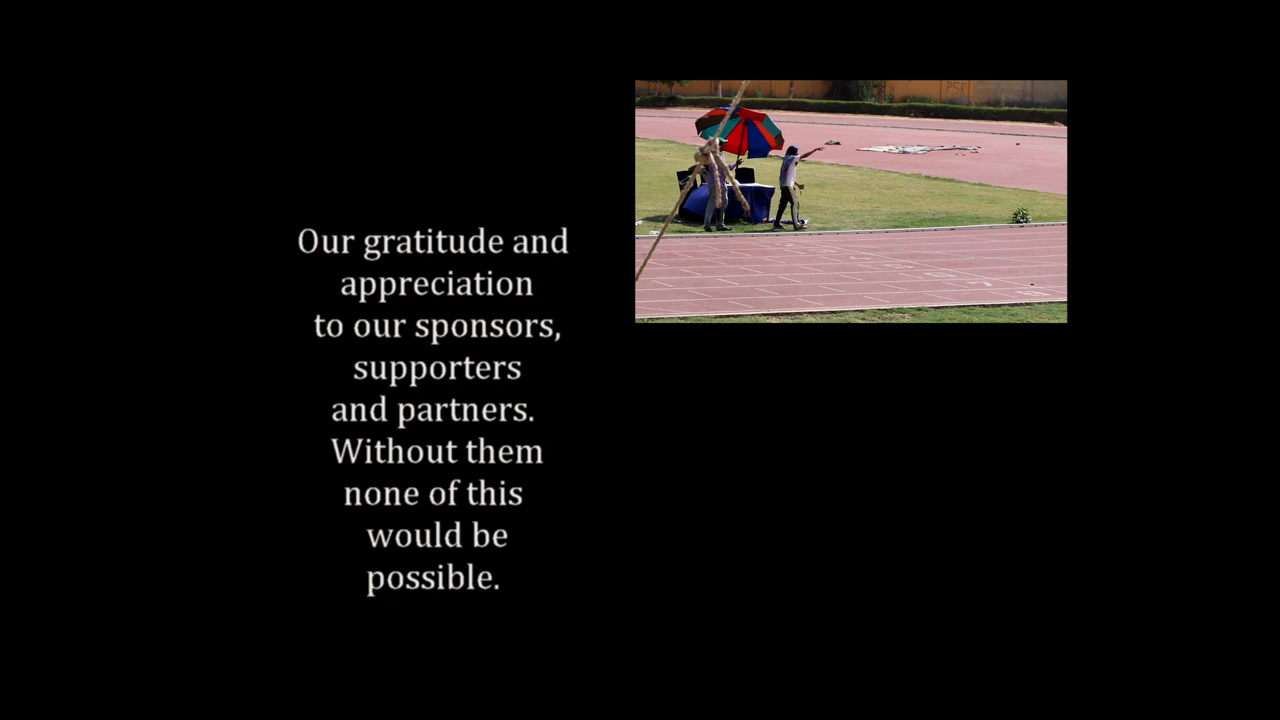 Our gratitude and
appreciation
to our sponsors,
supporters
and partners.
Without them
none of this
would be
possible.